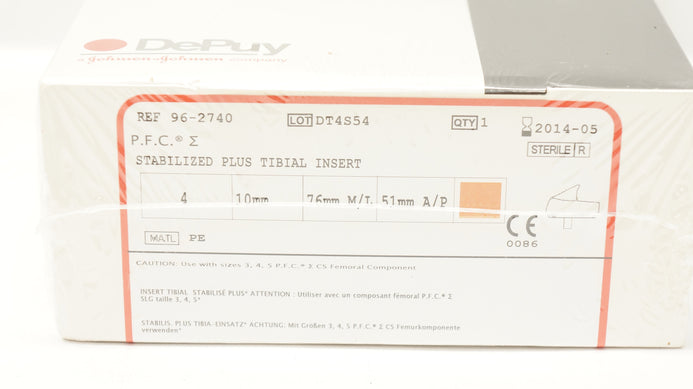 DePuy
a Johnson & Johnson company
REF 96-2740 LOT DT4S54 QTY 1 2014-05
P.F.C.® Σ STERILE R
STABILIZED PLUS TIBIAL INSERT
4 10mm 76mm M/L 51mm A/P
MATL PE CE
0086
CAUTION: Use with sizes 3, 4, 5 P.F.C.® Σ CS Femoral Component
INSERT TIBIAL STABILISÉ PLUS* ATTENTION : Utiliser avec un composant fémoral P.F.C.® Σ
SLG taille 3, 4, 5*
STABILIS. PLUS TIBIA-EINSATZ* ACHTUNG: Mit Größen 3, 4, 5 P.F.C.® Σ CS Femurkomponente
verwenden*